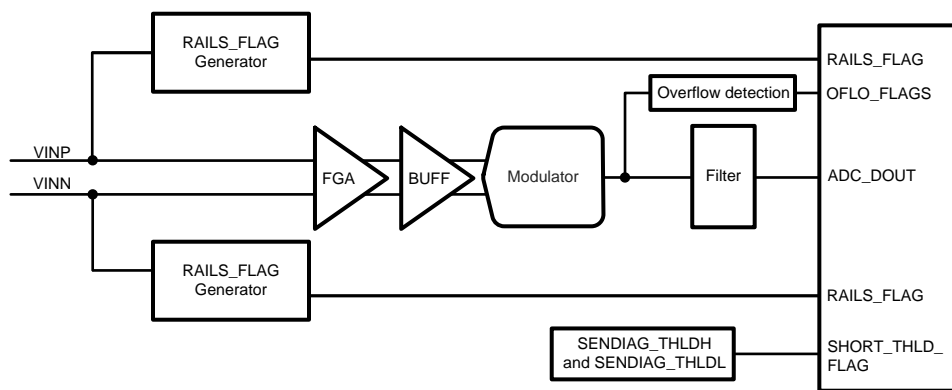 RAILS_FLAG
Generator
RAILS_FLAG
Overflow detection
OFLO_FLAGS
VINP
FGA
BUFF
Modulator
Filter
ADC_DOUT
VINN
RAILS_FLAG
Generator
RAILS_FLAG
SENDIAG_THLDH
and SENDIAG_THLDL
SHORT_THLD_
FLAG